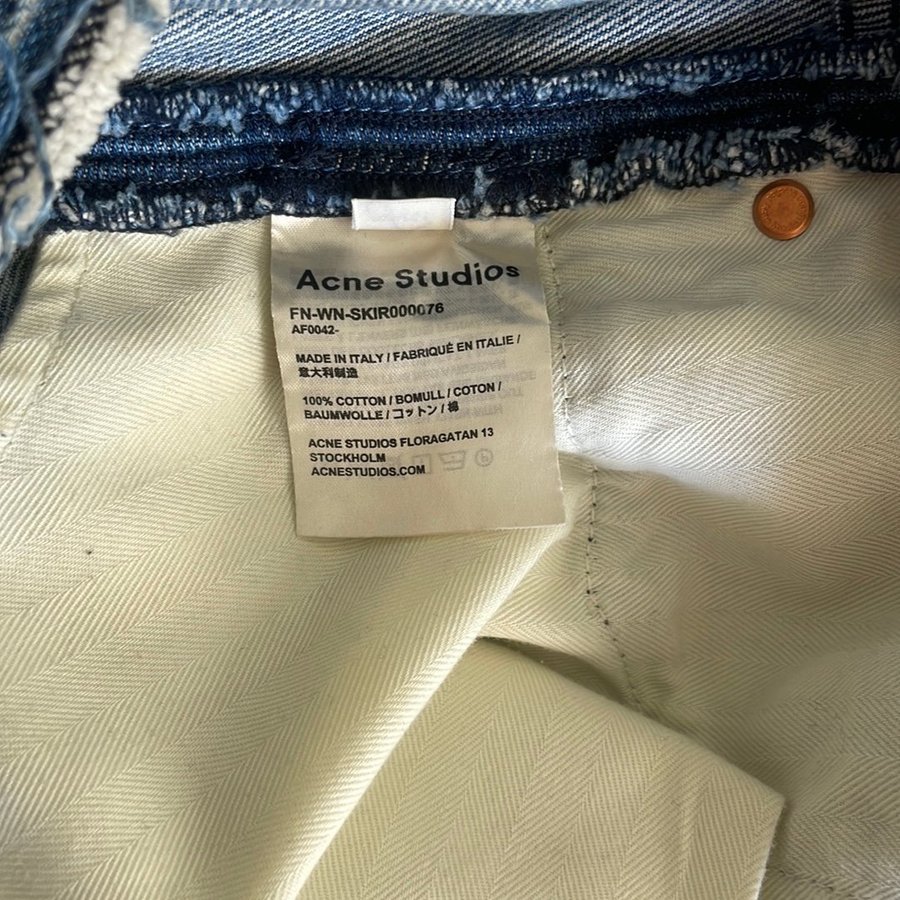 Acne Studios
FN-WN-SKIR000076
AF0042-
MADE IN ITALY / FABRIQUÉ EN ITALIE /
意大利制造
100% COTTON / BOMULL / COTON /
BAUMWOLLE / コットン / 棉
ACNE STUDIOS FLORAGATAN 13
STOCKHOLM
ACNESTUDIOS.COM